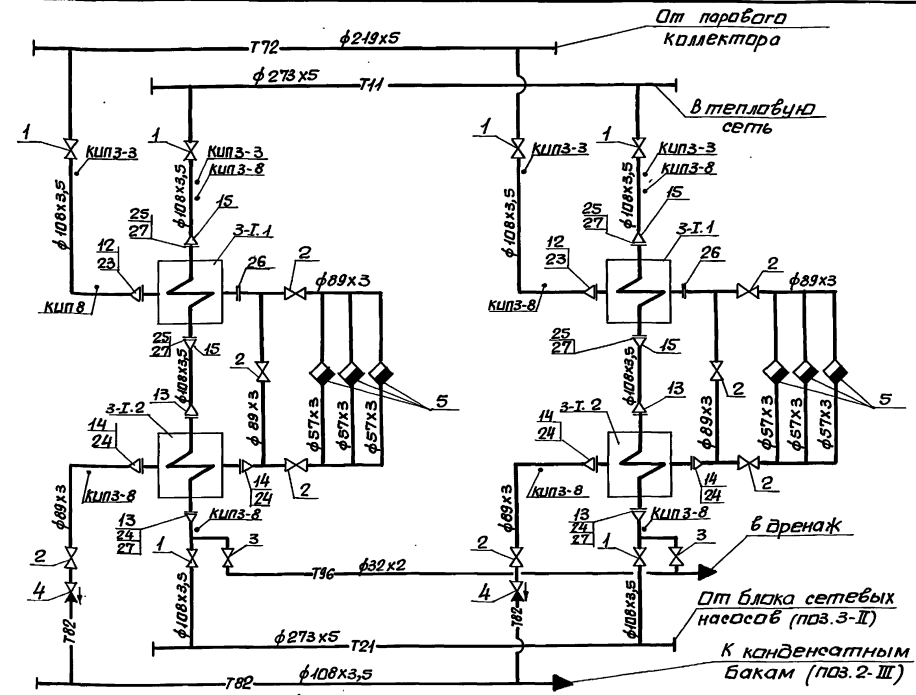 От парового
коллектора
Т72
ф219х5
ф273х5
Т11
В тепловую
сеть
1
КИП3-3
ф108х3,5
1
КИП3-3
КИП3-8
ф108х3,5
15
25
27
3-I.1
12
23
26
2
КИП8
25
27
15
ф108х3,5
2
ф89х3
13
3-I.2
ф57х3
ф57х3
ф57х3
5
14
24
КИП3-8
ф89х3
14
24
2
13
24
27
КИП3-8
2
1
3
4
Т82
ф108х3,5
1
КИП3-3
ф108х3,5
1
КИП3-3
КИП3-8
ф108х3,5
15
25
27
3-I.1
12
23
26
2
ф89х3
КИП3-8
25
27
15
ф108х3,5
2
ф89х3
13
3-I.2
ф57х3
ф57х3
ф57х3
5
14
24
КИП3-8
ф89х3
14
24
2
13
24
27
КИП3-8
2
1
3
4
Т82
ф108х3,5
в дренаж
Т96
ф32х2
От блока сетевых
насосов (поз.3-II)
ф273х5
Т21
К конденсатным
бакам (поз.2-III)
Т82
ф108х3,5